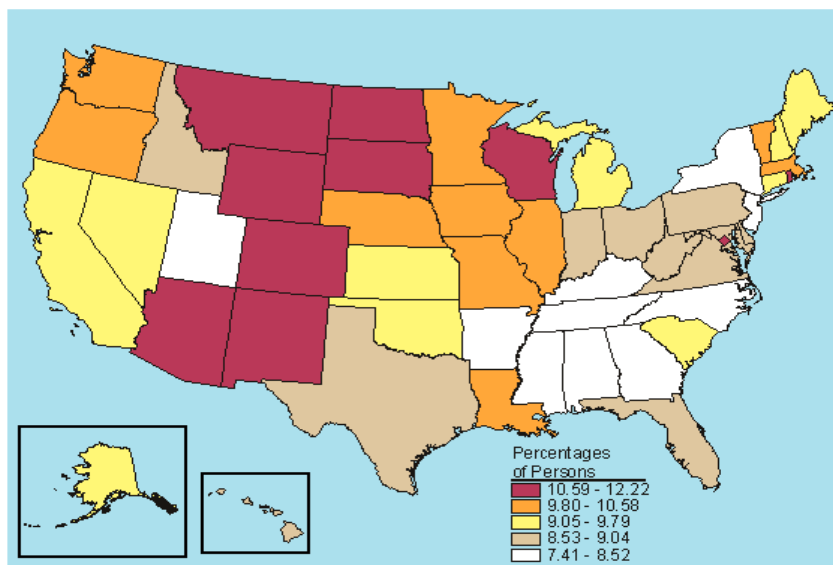 Percentages
of Persons
10.59 - 12.22
9.80 - 10.58
9.05 - 9.79
8.53 - 9.04
7.41 - 8.52